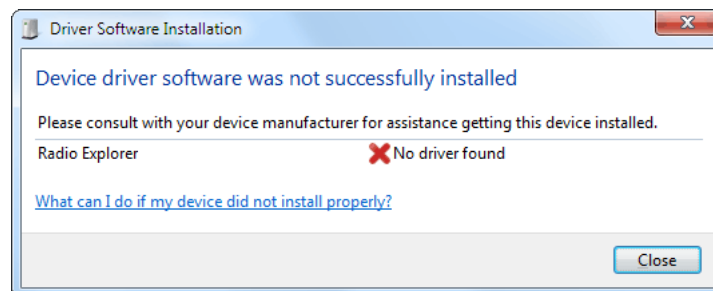 Driver Software Installation
Device driver software was not successfully installed
Please consult with your device manufacturer for assistance getting this device installed.
Radio Explorer No driver found
What can I do if my device did not install properly?
Close